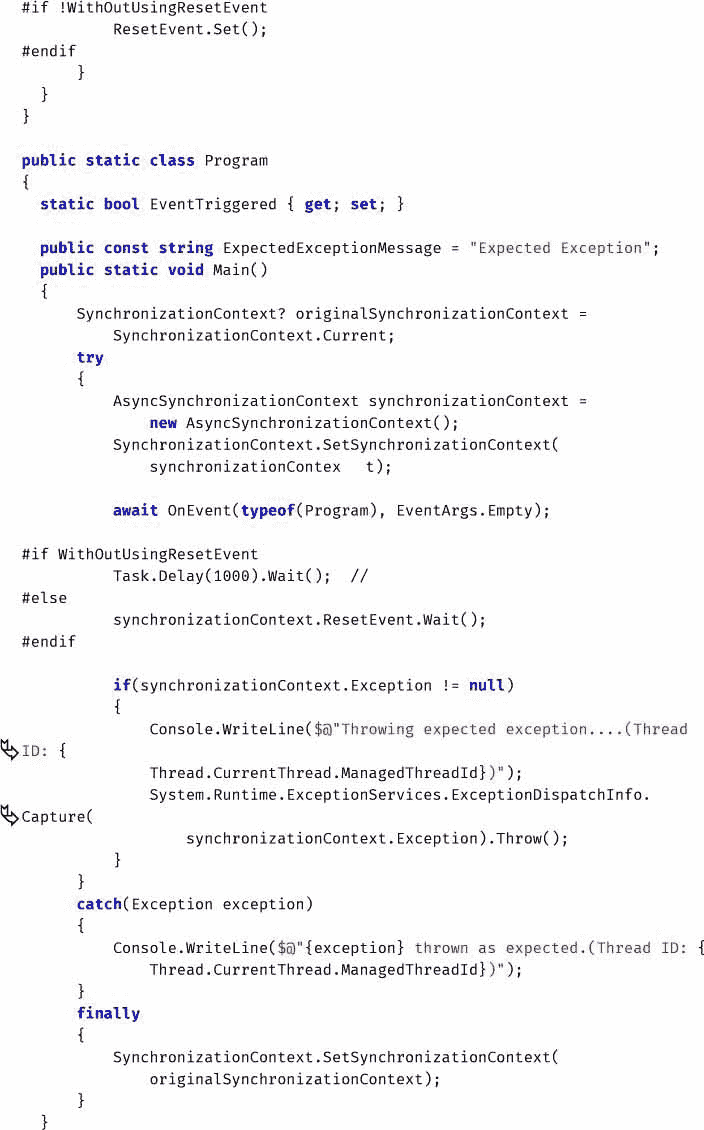 #if !WithOutUsingResetEvent
ResetEvent.Set();
#endif
}
}
}
public static class Program
{
static bool EventTriggered { get; set; }
public const string ExpectedExceptionMessage = "Expected Exception";
public static void Main()
{
SynchronizationContext? originalSynchronizationContext =
SynchronizationContext.Current;
try
{
AsyncSynchronizationContext synchronizationContext =
new AsyncSynchronizationContext();
SynchronizationContext.SetSynchronizationContext(
synchronizationContex t);
await OnEvent(typeof(Program), EventArgs.Empty);
#if WithOutUsingResetEvent
Task.Delay(1000).Wait(); //
#else
synchronizationContext.ResetEvent.Wait();
#endif
if(synchronizationContext.Exception != null)
{
Console.WriteLine($@"Throwing expected exception....(Thread
ID: {
Thread.CurrentThread.ManagedThreadId})");
System.Runtime.ExceptionServices.ExceptionDispatchInfo.
Capture(
synchronizationContext.Exception).Throw();
}
}
catch(Exception exception)
{
Console.WriteLine($@"{exception} thrown as expected.(Thread ID: {
Thread.CurrentThread.ManagedThreadId})");
}
finally
{
SynchronizationContext.SetSynchronizationContext(
originalSynchronizationContext);
}
}